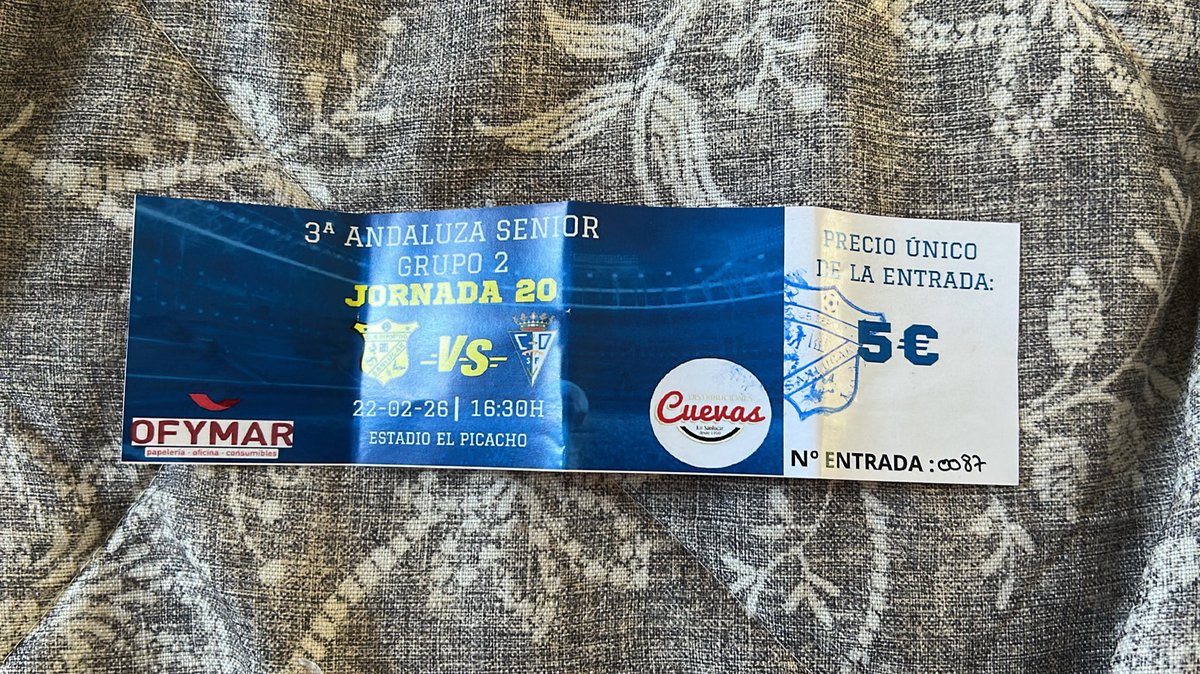 3ª ANDALUZA SENIOR
GRUPO 2
JORNADA 20
-VS-
22-02-26 | 16:30H
ESTADIO EL PICACHO
OFYMAR
papelería · oficina · consumibles
DISTRIBUCIONES
Cuevas
PRECIO ÚNICO
DE LA ENTRADA:
5€
Nº ENTRADA : 0087